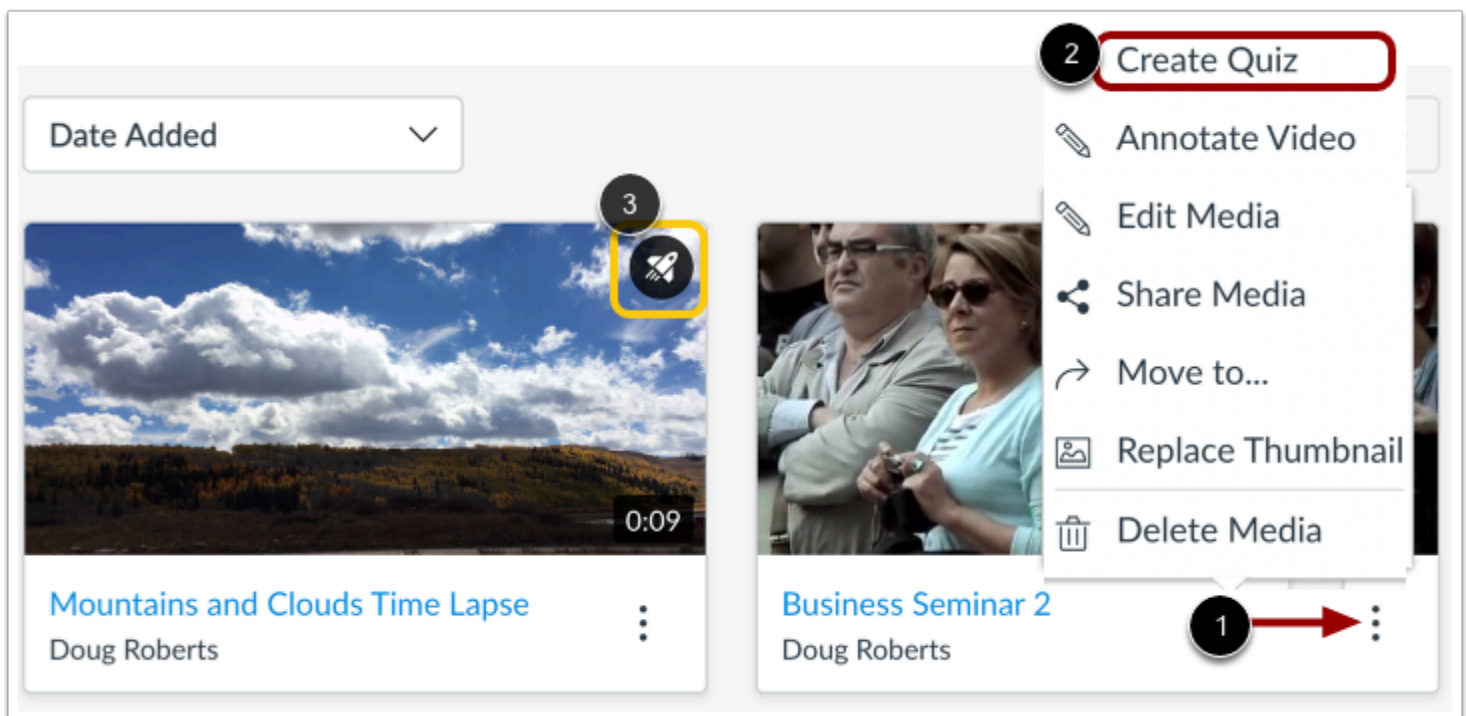 2
Create Quiz
Date Added
Annotate Video
3
Edit Media
Share Media
Move to...
Replace Thumbnail
0:09
Delete Media
Mountains and Clouds Time Lapse
Doug Roberts
Business Seminar 2
Doug Roberts
1